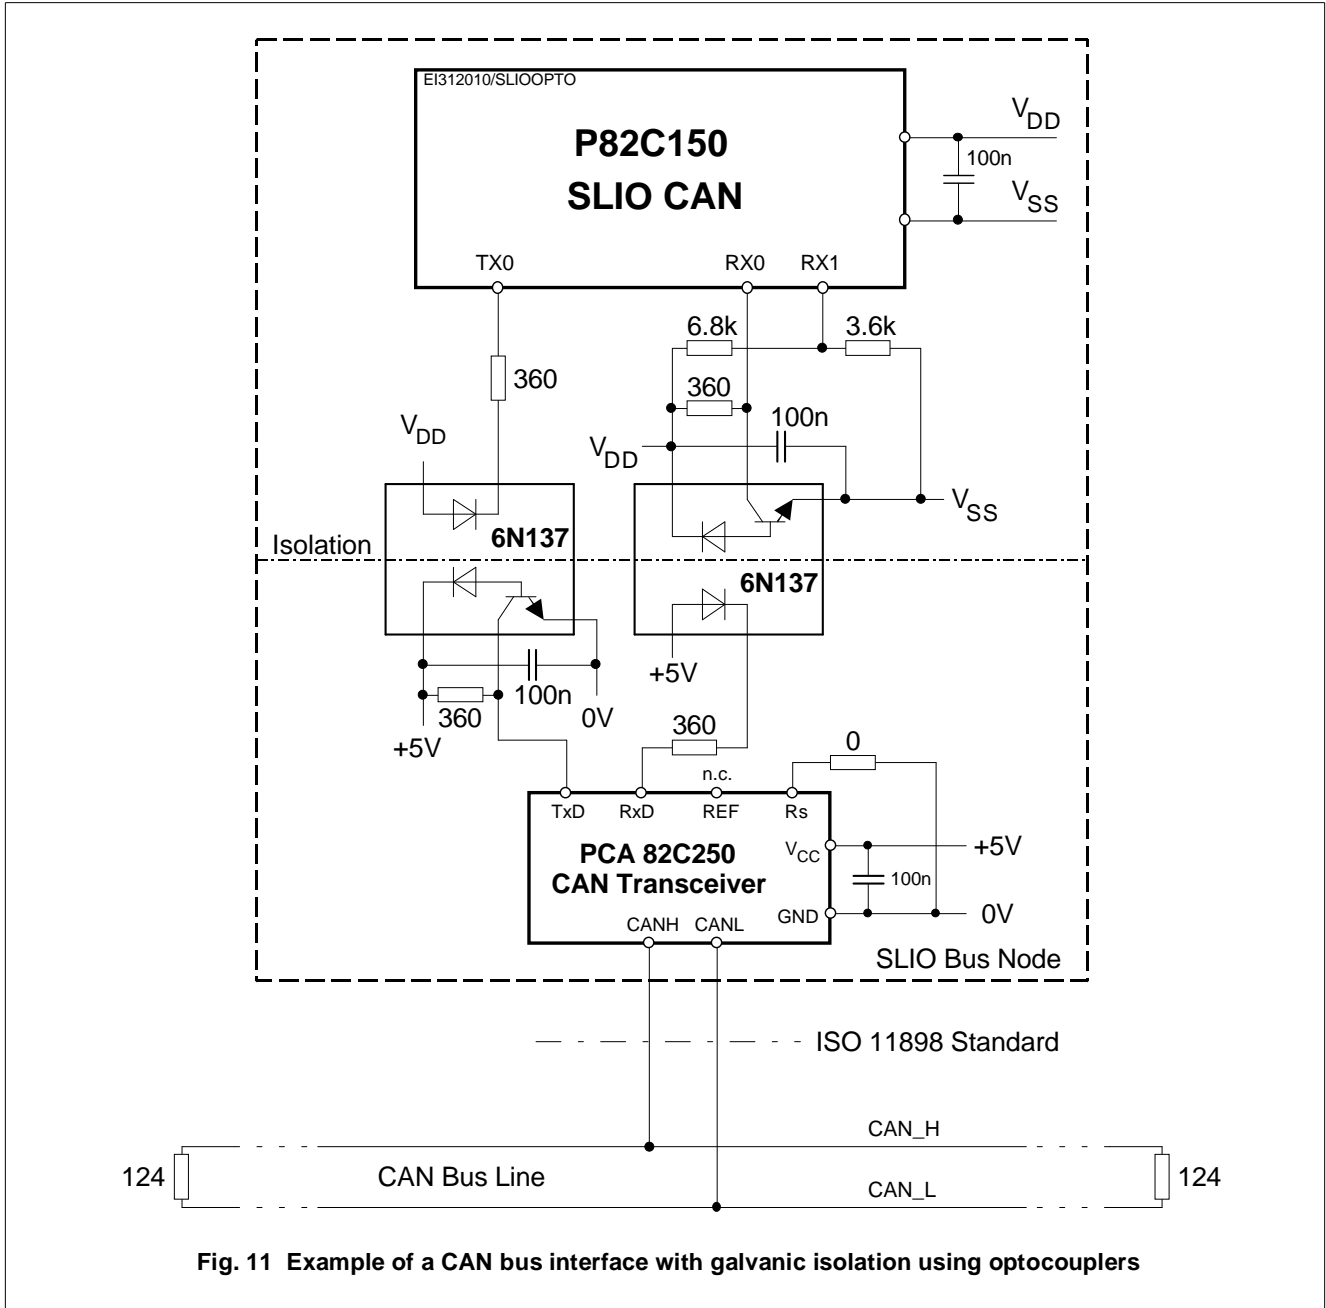 EI312010/SLIOOPTO
P82C150
SLIO CAN
VDD
100n
VSS
TX0
RX0
RX1
6.8k
3.6k
360
360
100n
VDD
VDD
VSS
6N137
Isolation
6N137
+5V
100n
360
0V
+5V
360
0
n.c.
TxD
RxD
REF
Rs
PCA 82C250
CAN Transceiver
VCC
+5V
100n
GND
0V
CANH
CANL
SLIO Bus Node
ISO 11898 Standard
CAN_H
124
CAN Bus Line
124
CAN_L
Fig. 11 Example of a CAN bus interface with galvanic isolation using optocouplers